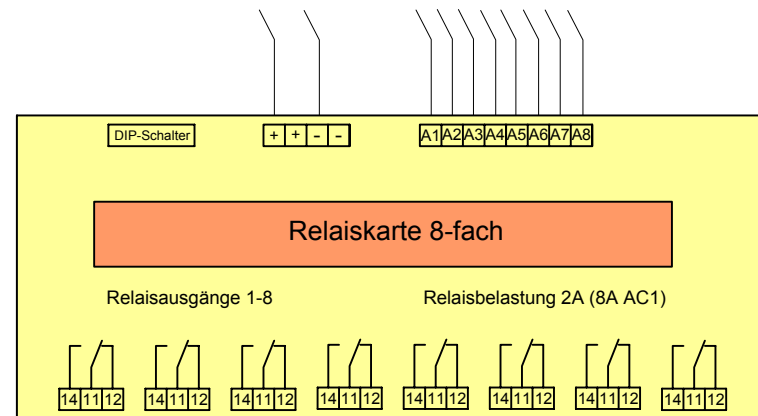 DIP-Schalter + + - - A1 A2 A3 A4 A5 A6 A7 A8
Relaiskarte 8-fach
Relaisausgänge 1-8 Relaisbelastung 2A (8A AC1)
14 11 12 14 11 12 14 11 12 14 11 12 14 11 12 14 11 12 14 11 12 14 11 12